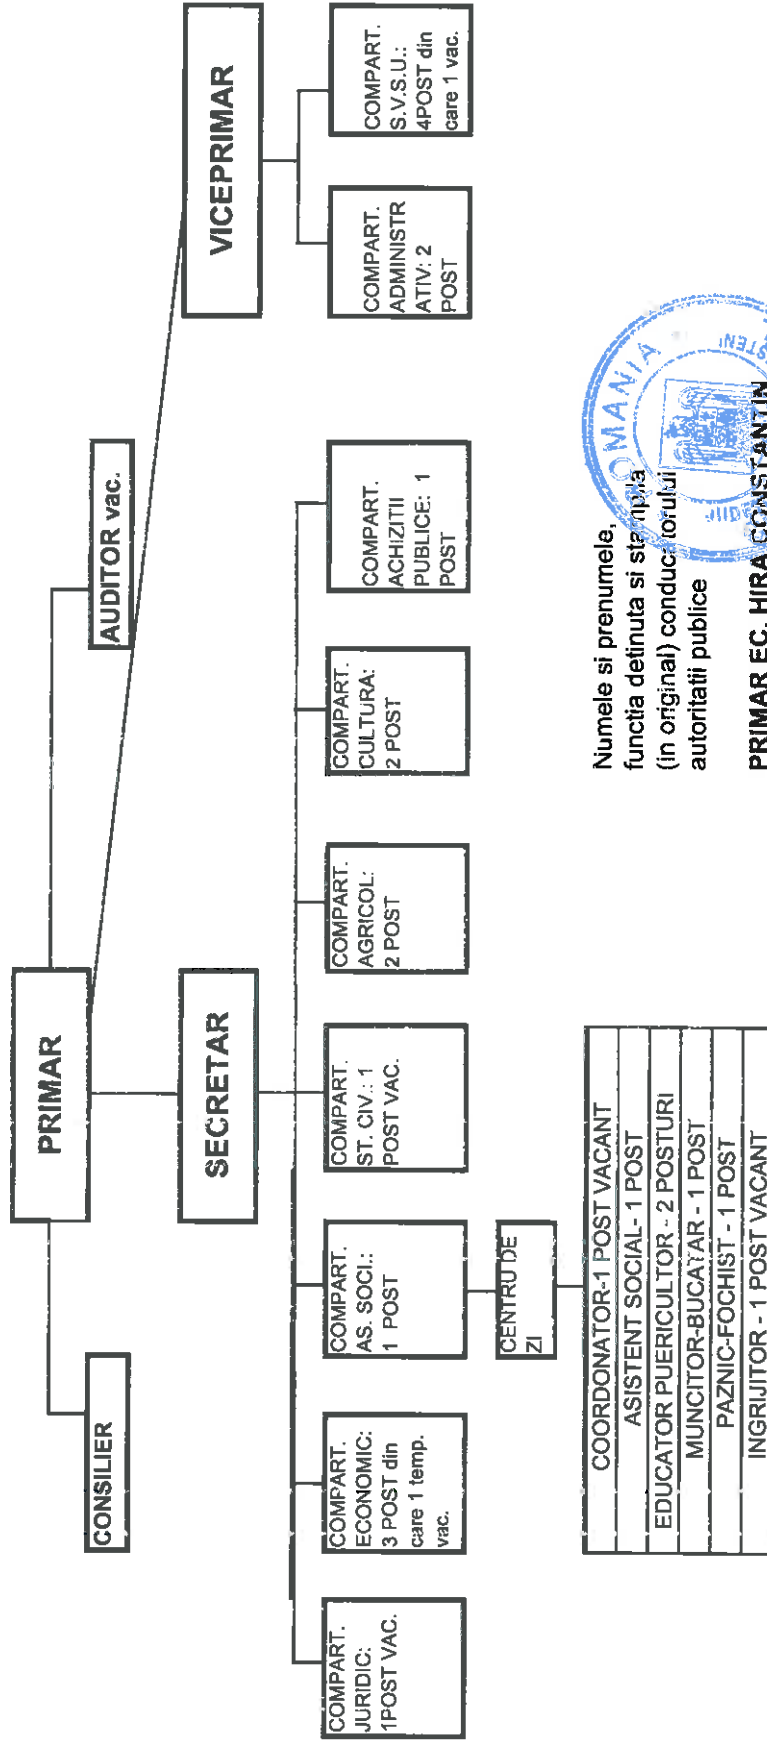 PRIMAR
CONSILIER
AUDITOR vac.
SECRETAR
VICEPRIMAR
COMPART.
JURIDIC:
1POST VAC.
COMPART.
ECONOMIC:
3 POST din
care 1 temp.
vac.
COMPART.
AS. SOCI.:
1 POST
COMPART.
ST. CIV.: 1
POST VAC.
COMPART.
AGRICOL:
2 POST
COMPART.
CULTURA:
2 POST
COMPART.
ACHIZITII
PUBLICE: 1
POST
COMPART.
ADMINISTR
ATIV: 2
POST
COMPART.
S.V.S.U.:
4POST din
care 1 vac.
CENTRU DE
ZI
COORDONATOR-1 POST VACANT
ASISTENT SOCIAL- 1 POST
EDUCATOR PUERICULTOR - 2 POSTURI
MUNCITOR-BUCATAR - 1 POST
PAZNIC-FOCHIST - 1 POST
INGRIJITOR - 1 POST VACANT
Numele si prenumele,
functia detinuta si stampila
(in original) conducatorului
autoritatii publice
PRIMAR EC. HIRA CONSTANTIN
ROMANIA